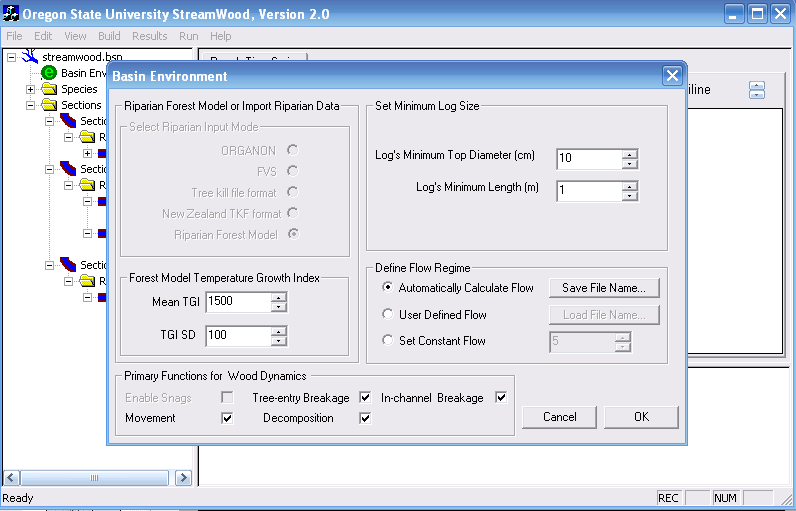 Oregon State University StreamWood, Version 2.0
File Edit View Build Results Run Help
streamwood.bsn
Basin Env
Species
Sections
Sectio
R
Sectio
R
Sectio
R
iline
Basin Environment
Riparian Forest Model or Import Riparian Data
Select Riparian Input Mode
ORGANON
FVS
Tree kill file format
New Zealand TKF format
Riparian Forest Model
Forest Model Temperature Growth Index
Mean TGI 1500
TGI SD 100
Set Minimum Log Size
Log's Minimum Top Diameter (cm) 10
Log's Minimum Length (m) 1
Define Flow Regime
Automatically Calculate Flow Save File Name...
User Defined Flow Load File Name...
Set Constant Flow 5
Primary Functions for Wood Dynamics
Enable Snags Tree-entry Breakage In-channel Breakage
Movement Decomposition
Cancel OK
Ready REC NUM